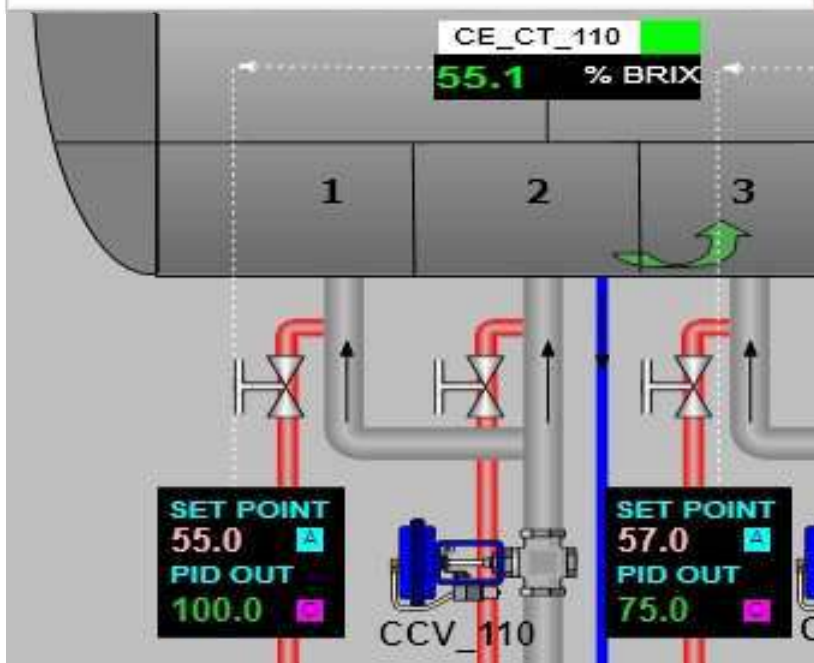 CE_CT_110
55.1 % BRIX
1 2 3
SET POINT
55.0 A
PID OUT
100.0 C
CCV_110
SET POINT
57.0 A
PID OUT
75.0 C